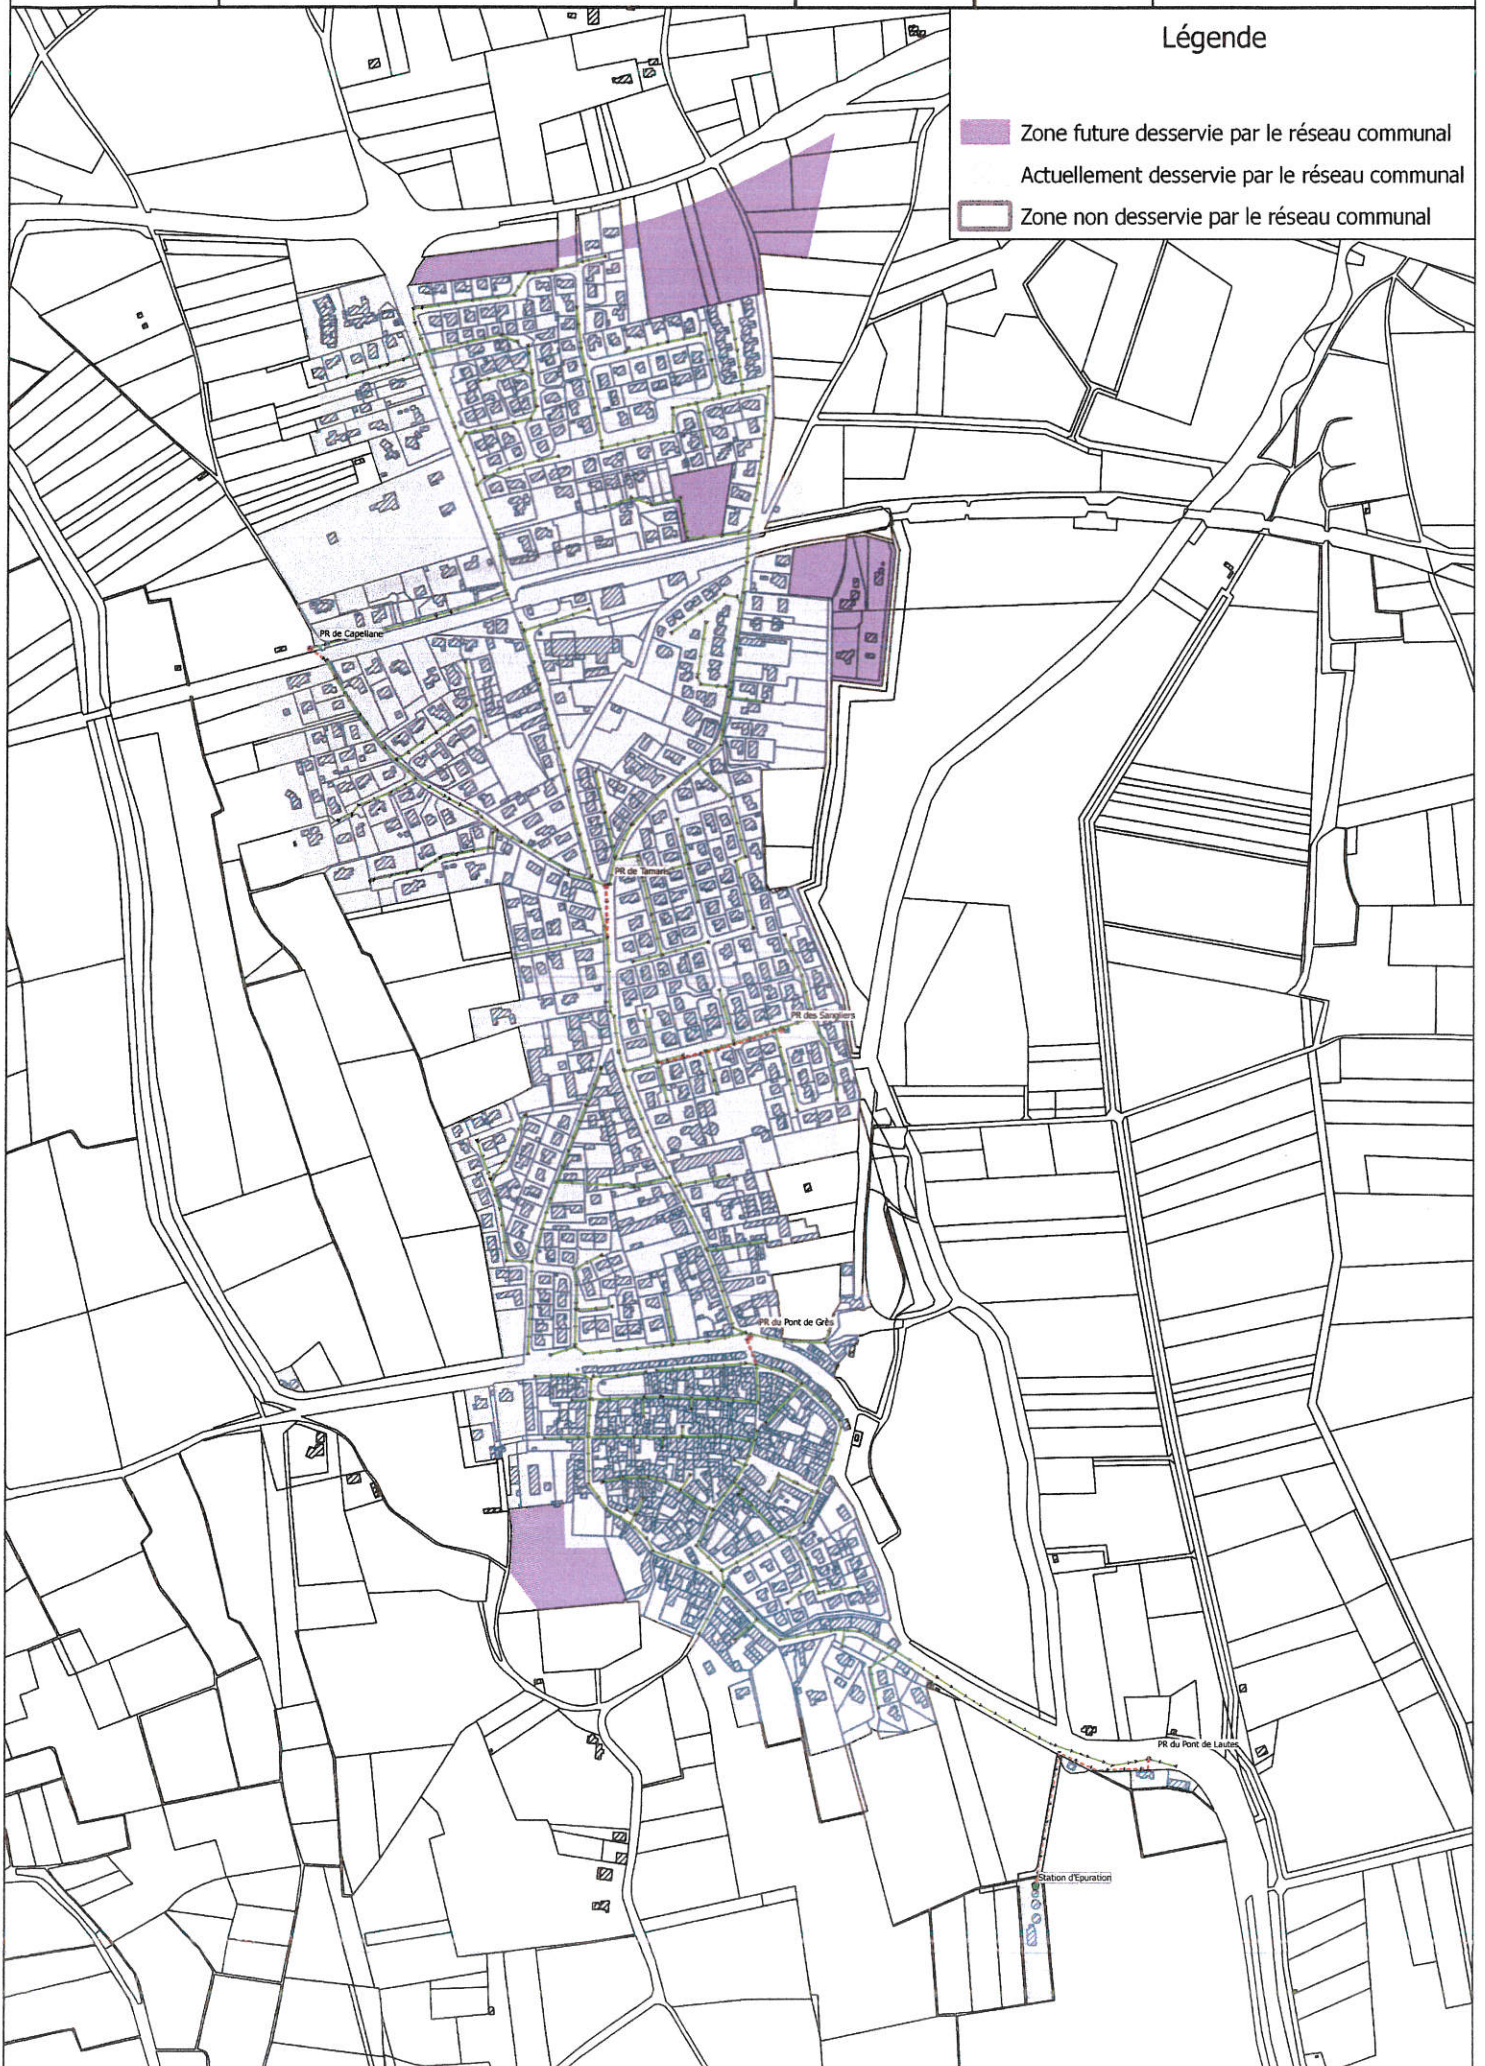 Légende
Zone future desservie par le réseau communal
Actuellement desservie par le réseau communal
Zone non desservie par le réseau communal
PR de Capellane
PR de Tamaris
PR des Sangliers
PR du Pont de Grès
PR du Pont de Lautes
Station d'Epuration